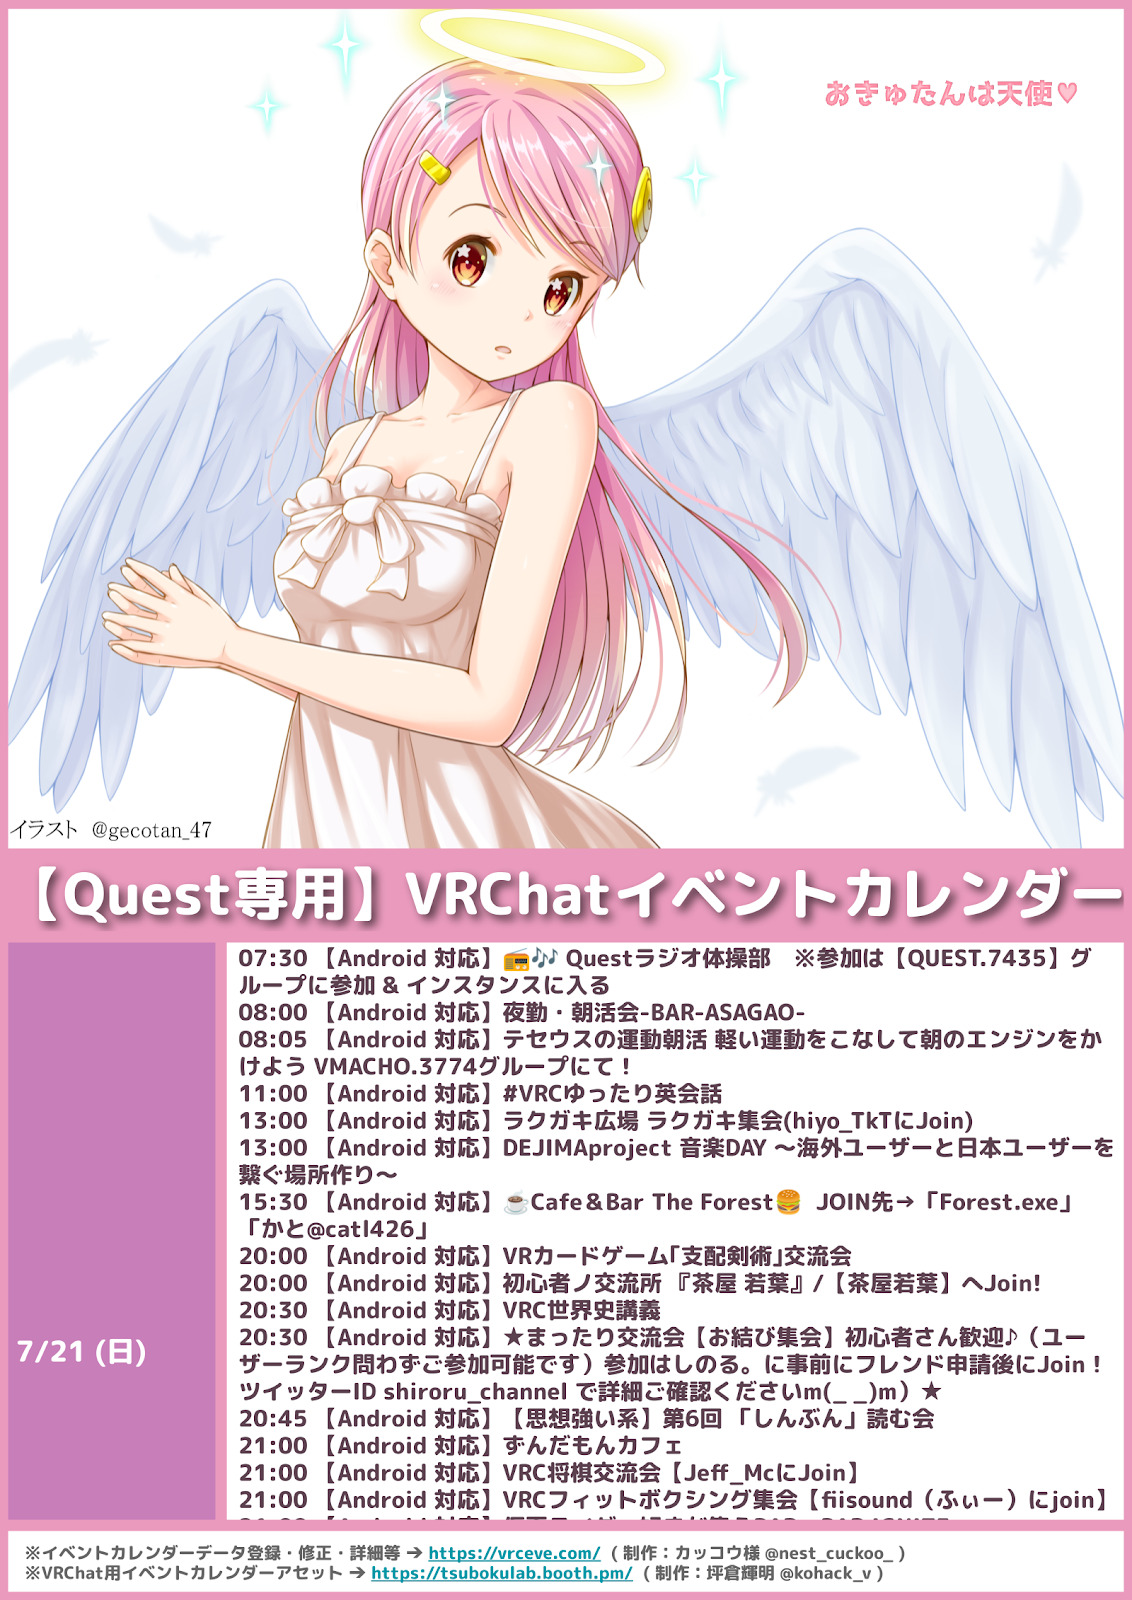 おきゅたんは天使♥
イラスト @gecotan_47
【Quest専用】VRChatイベントカレンダー
7/21 (日)
07:30 【Android 対応】📻🎶 Questラジオ体操部　※参加は【QUEST.7435】グ
ループに参加 & インスタンスに入る
08:00 【Android 対応】夜勤・朝活会-BAR-ASAGAO-
08:05 【Android 対応】テセウスの運動朝活 軽い運動をこなして朝のエンジンをか
けよう VMACHO.3774グループにて！
11:00 【Android 対応】#VRCゆったり英会話
13:00 【Android 対応】ラクガキ広場 ラクガキ集会(hiyo_TkTにJoin)
13:00 【Android 対応】DEJIMAproject 音楽DAY ～海外ユーザーと日本ユーザーを
繋ぐ場所作り～
15:30 【Android 対応】☕Cafe＆Bar The Forest🍔 JOIN先→「Forest.exe」
「かと@catl426」
20:00 【Android 対応】VRカードゲーム｢支配剣術｣交流会
20:00 【Android 対応】初心者ノ交流所 『茶屋 若葉』/【茶屋若葉】へJoin!
20:30 【Android 対応】VRC世界史講義
20:30 【Android 対応】★まったり交流会【お結び集会】初心者さん歓迎♪（ユー
ザーランク問わずご参加可能です）参加はしのる。に事前にフレンド申請後にJoin！
ツイッターID shiroru_channel で詳細ご確認くださいm(_ _)m）★
20:45 【Android 対応】【思想強い系】第6回 「しんぶん」読む会
21:00 【Android 対応】ずんだもんカフェ
21:00 【Android 対応】VRC将棋交流会【Jeff_McにJoin】
21:00 【Android 対応】VRCフィットボクシング集会【fiisound（ふぃー）にjoin】
※イベントカレンダーデータ登録・修正・詳細等 ➔ https://vrceve.com/ ( 制作：カッコウ様 @nest_cuckoo_ )
※VRChat用イベントカレンダーアセット ➔ https://tsubokulab.booth.pm/ ( 制作：坪倉輝明 @kohack_v )